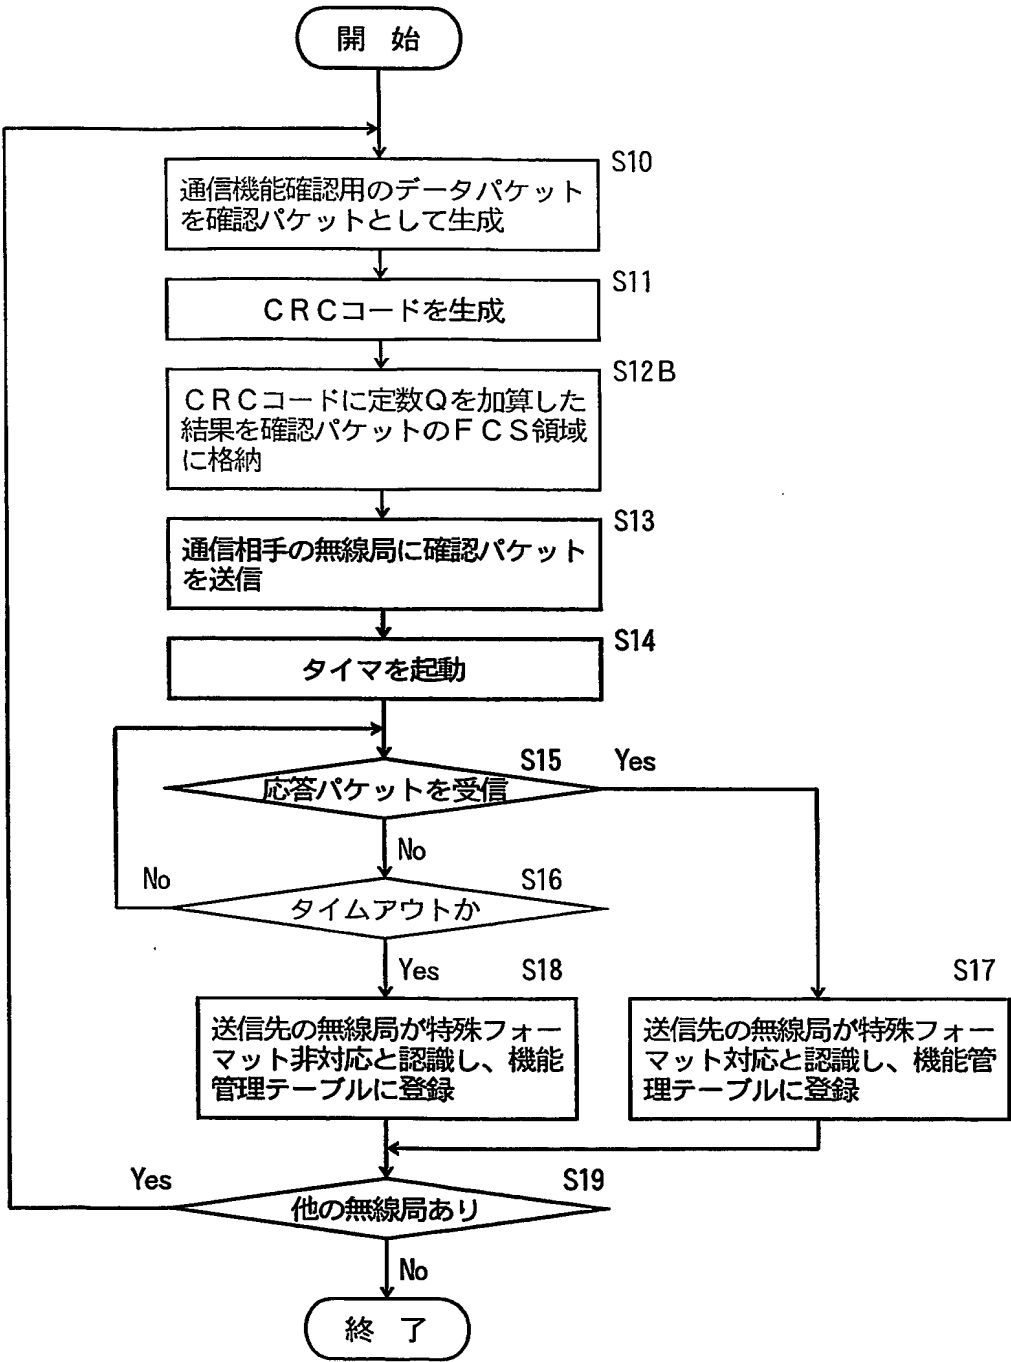 開 始
S10
通信機能確認用のデータパケット
を確認パケットとして生成
S11
ＣＲＣコードを生成
S12B
ＣＲＣコードに定数Ｑを加算した
結果を確認パケットのＦＣＳ領域
に格納
S13
通信相手の無線局に確認パケット
を送信
S14
タイマを起動
S15
Yes
応答パケットを受信
No
No
S16
タイムアウトか
Yes
S18
S17
送信先の無線局が特殊フォー
マット非対応と認識し、機能
管理テーブルに登録
送信先の無線局が特殊フォー
マット対応と認識し、機能管
理テーブルに登録
Yes
S19
他の無線局あり
No
終 了